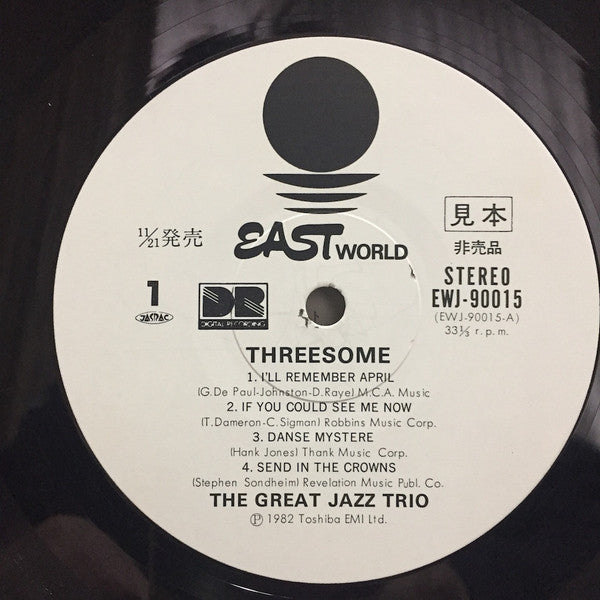 EAST WORLD
11/21発売
見本
非売品
STEREO
EWJ-90015
(EWJ-90015-A)
33⅓ r.p.m.
1
JASRAC
DR
DIGITAL RECORDING
THREESOME
1. I'LL REMEMBER APRIL
(G.De Paul-Johnston-D.Raye) M.C.A. Music
2. IF YOU COULD SEE ME NOW
(T.Dameron-C.Sigman) Robbins Music Corp.
3. DANSE MYSTERE
(Hank Jones) Thank Music Corp.
4. SEND IN THE CROWNS
(Stephen Sondheim) Revelation Music Publ. Co.
THE GREAT JAZZ TRIO
Ⓟ 1982 Toshiba EMI Ltd.